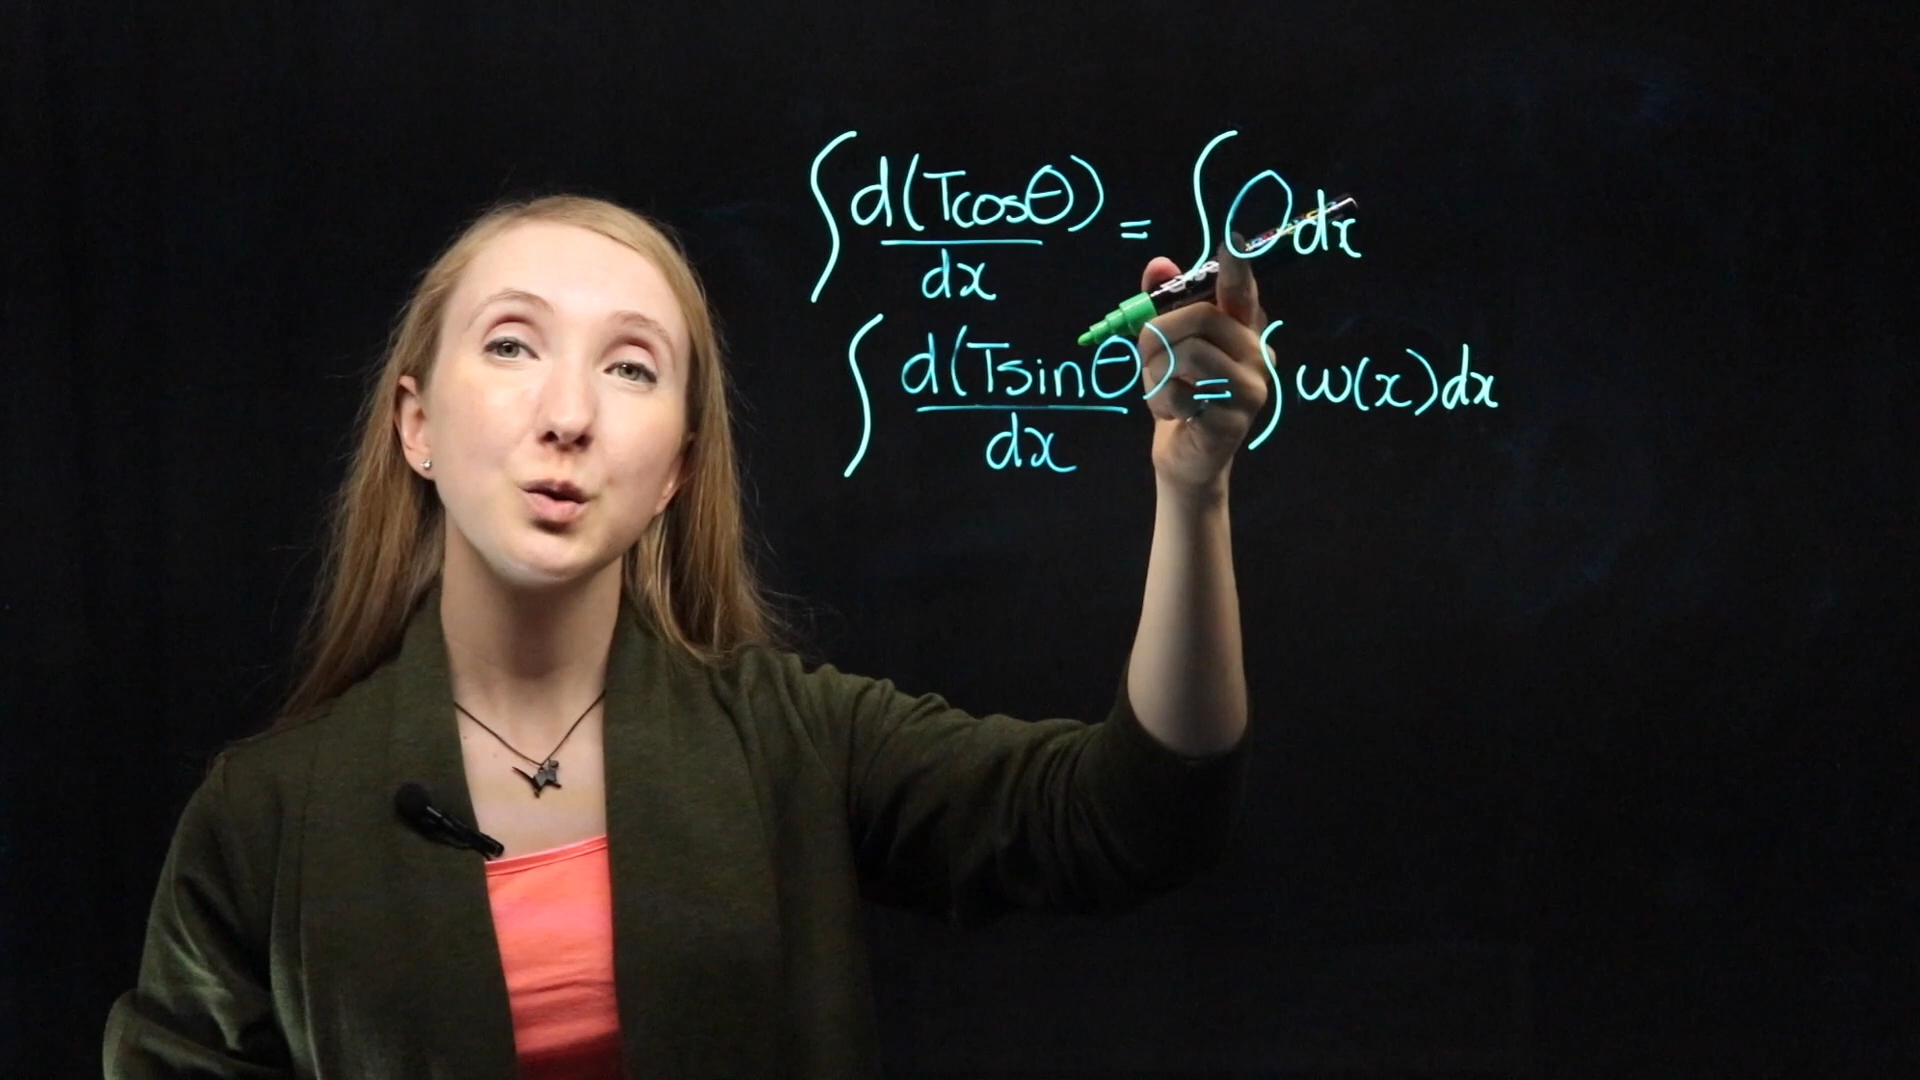 ∫ d(Tcosθ)/dx = ∫ 0 dx
∫ d(Tsinθ)/dx = ∫ w(x)dx